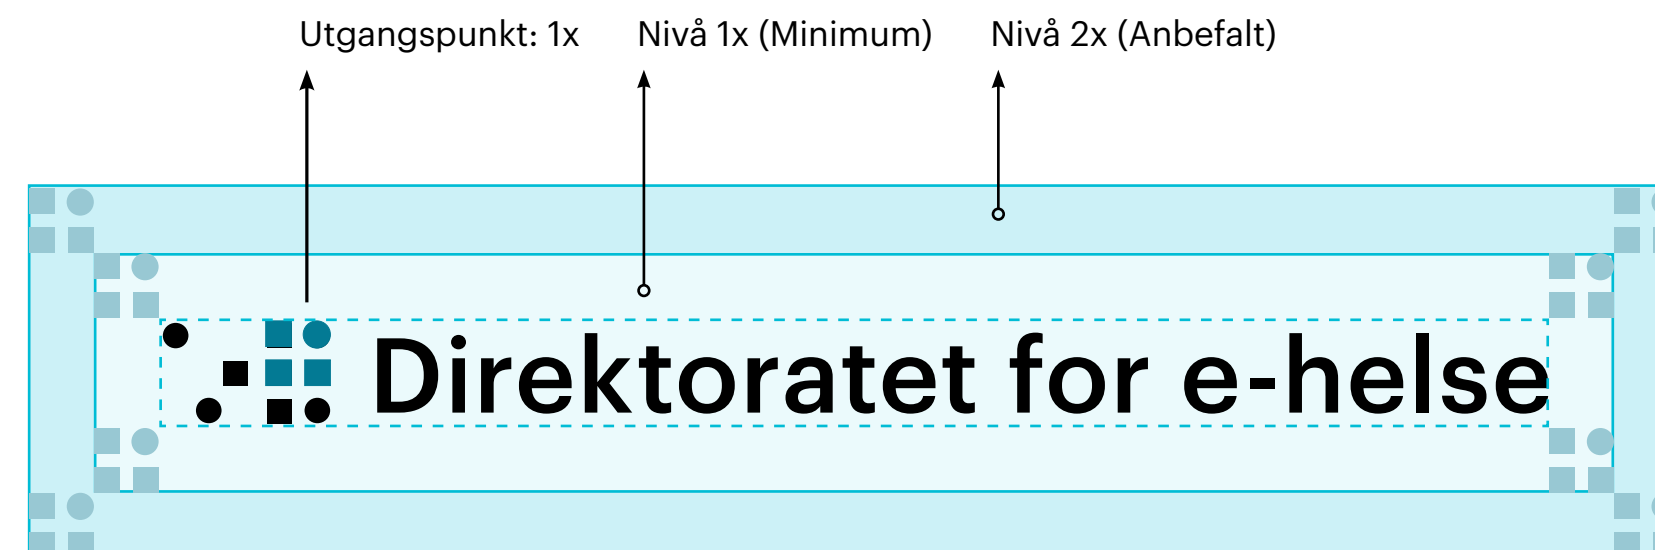 Utgangspunkt: 1x Nivå 1x (Minimum) Nivå 2x (Anbefalt)
Direktoratet for e-helse